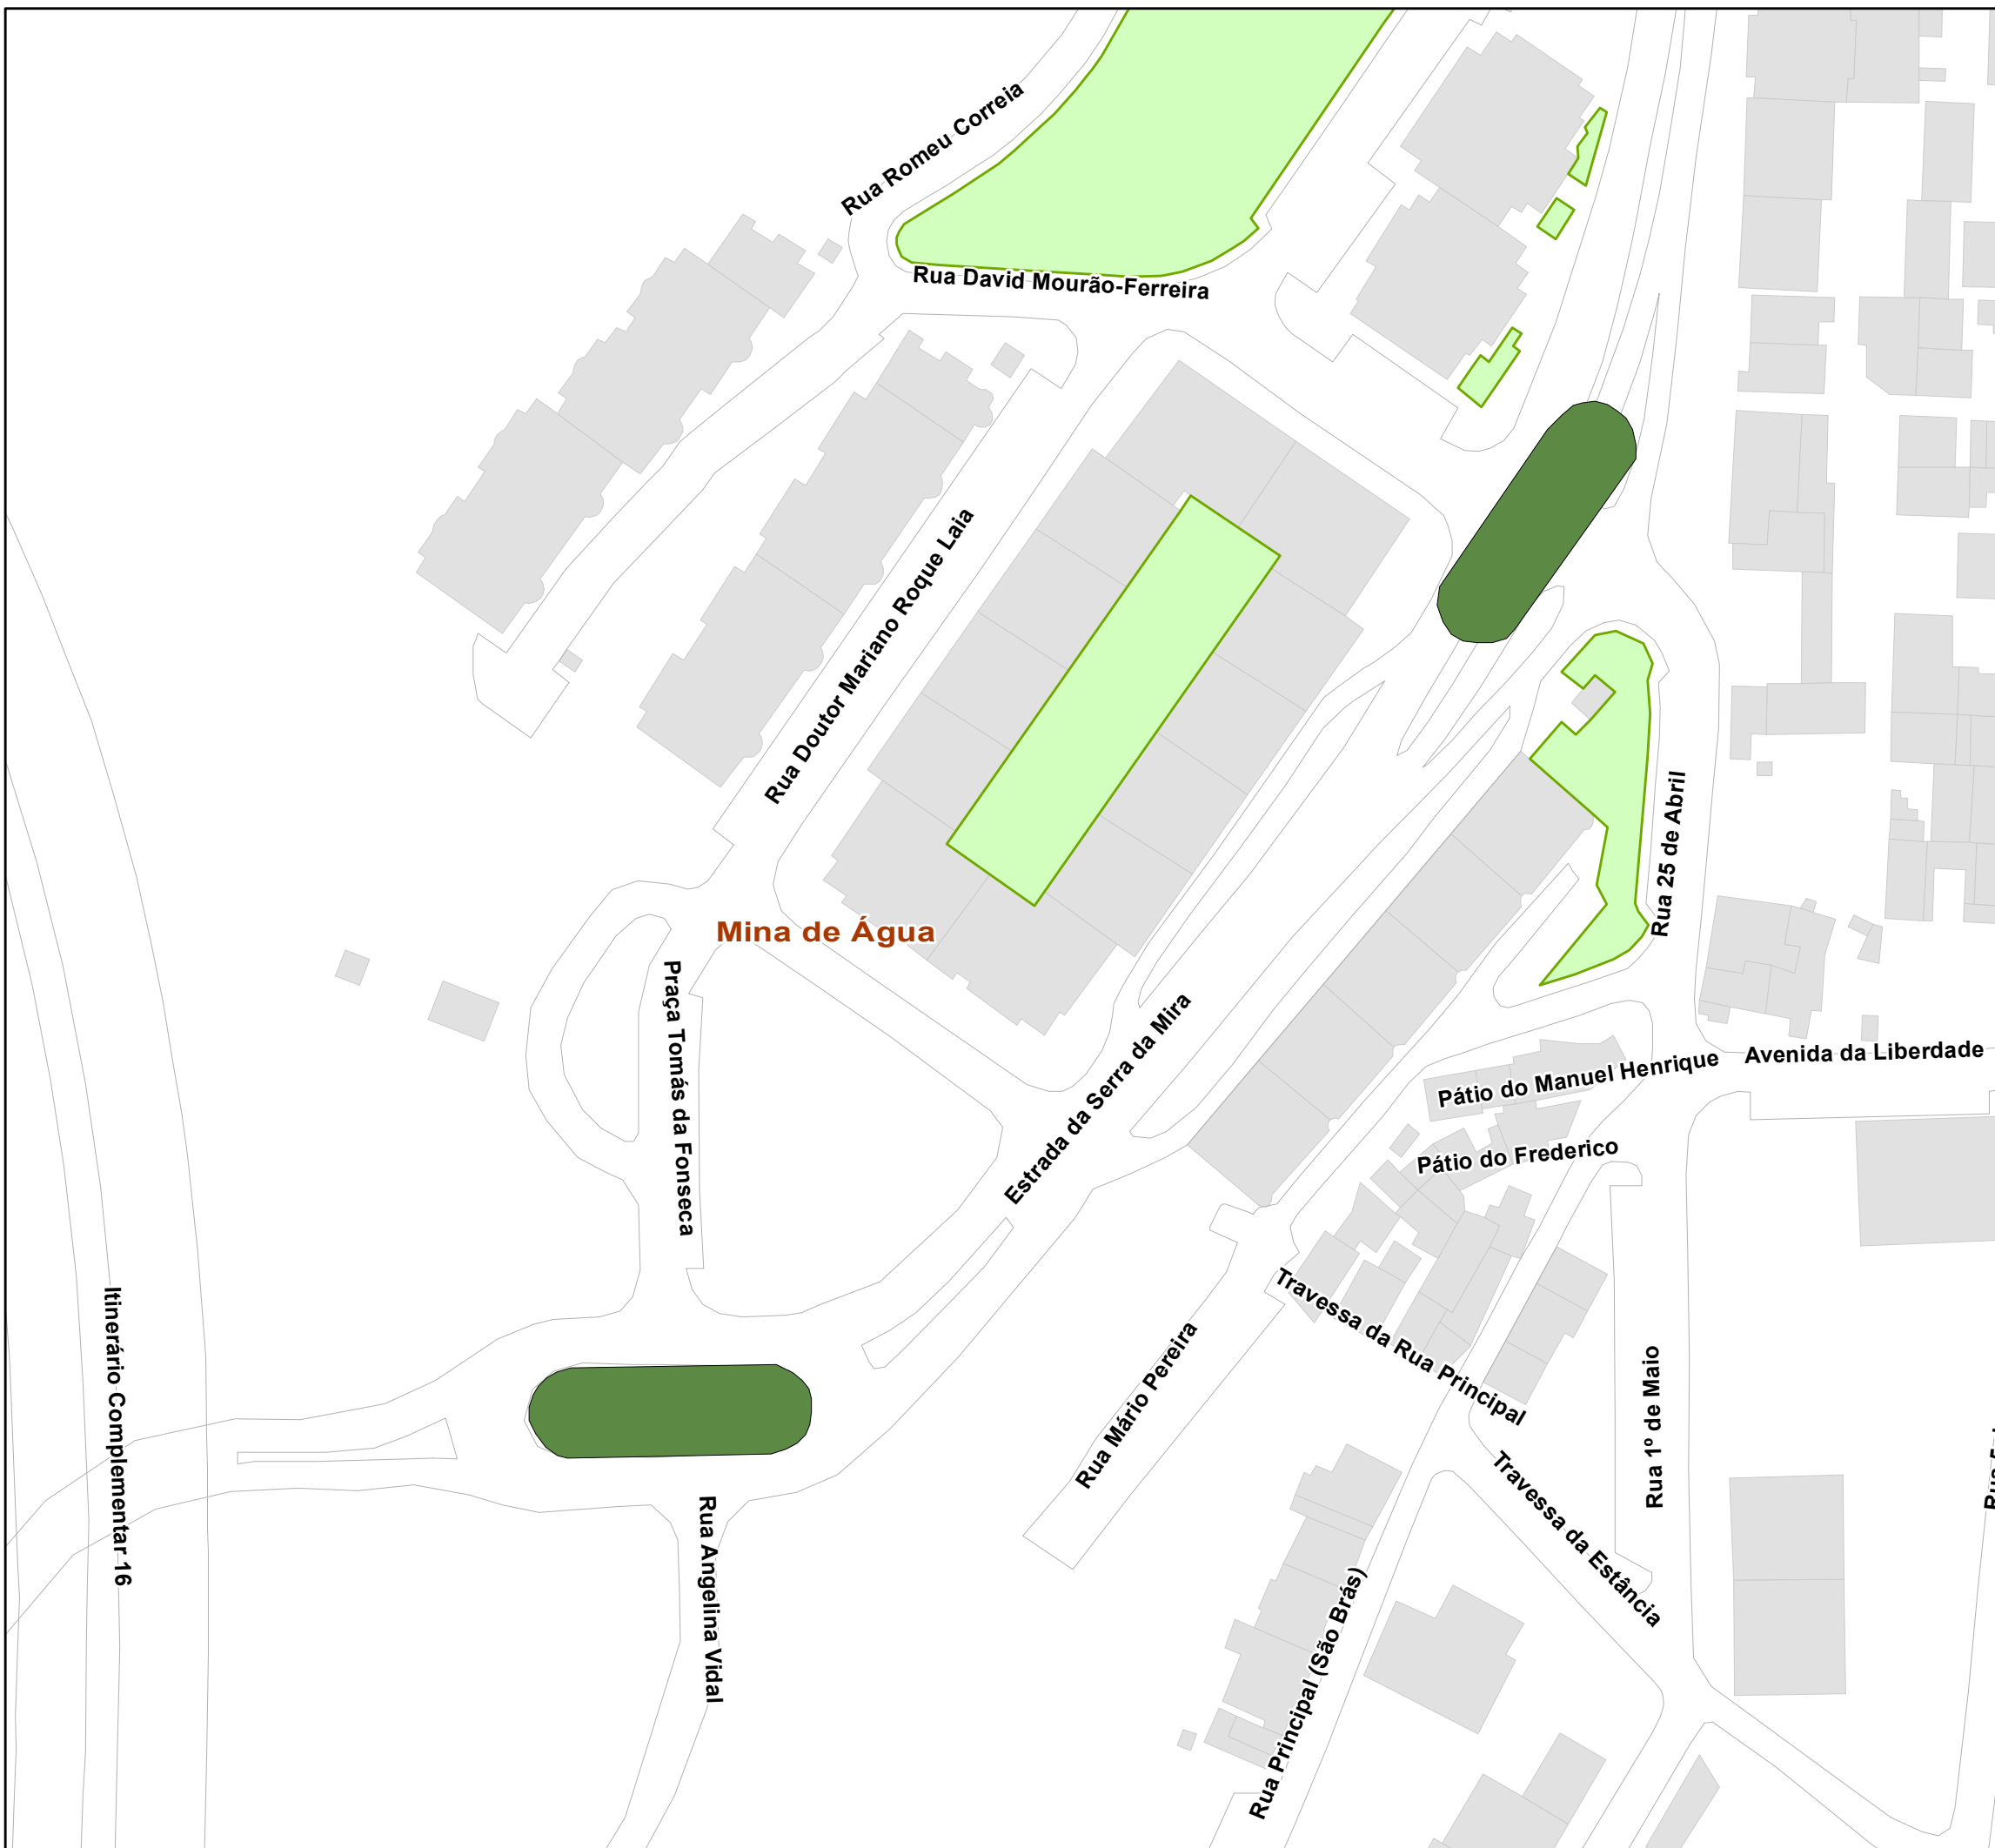 Rua Romeu Correia
Rua David Mourão-Ferreira
Rua Doutor Mariano Roque Laia
Rua 25 de Abril
Mina de Água
Praça Tomás da Fonseca
Estrada da Serra da Mira
Avenida da Liberdade
Pátio do Manuel Henrique
Pátio do Frederico
Travessa da Rua Principal
Itinerário Complementar 16
Rua Mário Pereira
Rua 1º de Maio
Travessa da Estância
Rua Angelina Vidal
Rua Principal (São Brás)